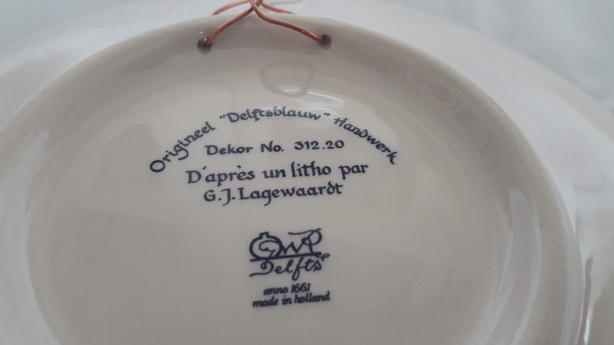 Origineel "Delftsblauw" Handwerk
Dekor No. 312.20
D'après un litho par
G.J. Lagewaardt
Delfts
anno 1661
made in holland